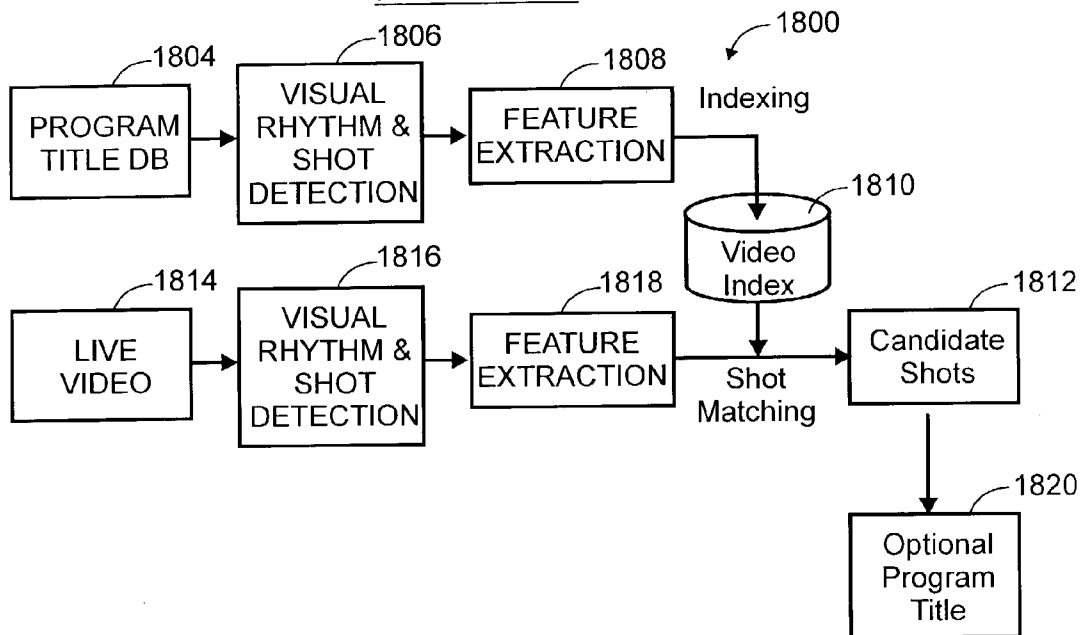 1800
1804
PROGRAM
TITLE DB
1806
VISUAL
RHYTHM &
SHOT
DETECTION
1808
FEATURE
EXTRACTION
Indexing
1810
Video
Index
1814
LIVE
VIDEO
1816
VISUAL
RHYTHM &
SHOT
DETECTION
1818
FEATURE
EXTRACTION
Shot
Matching
1812
Candidate
Shots
1820
Optional
Program
Title